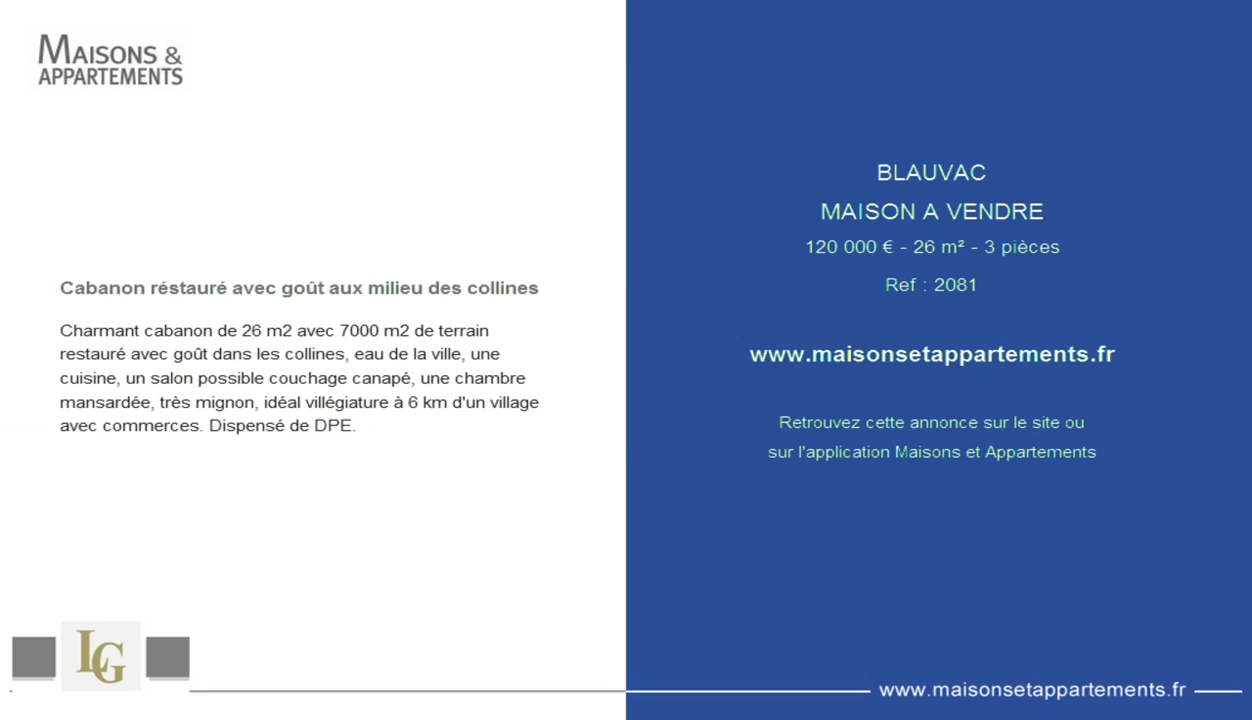 MAISONS &
APPARTEMENTS
Cabanon réstauré avec goût aux milieu des collines
Charmant cabanon de 26 m2 avec 7000 m2 de terrain
restauré avec goût dans les collines, eau de la ville, une
cuisine, un salon possible couchage canapé, une chambre
mansardée, très mignon, idéal villégiature à 6 km d'un village
avec commerces. Dispensé de DPE.
LG
BLAUVAC
MAISON A VENDRE
120 000 € - 26 m² - 3 pièces
Ref : 2081
www.maisonsetappartements.fr
Retrouvez cette annonce sur le site ou
sur l'application Maisons et Appartements
www.maisonsetappartements.fr